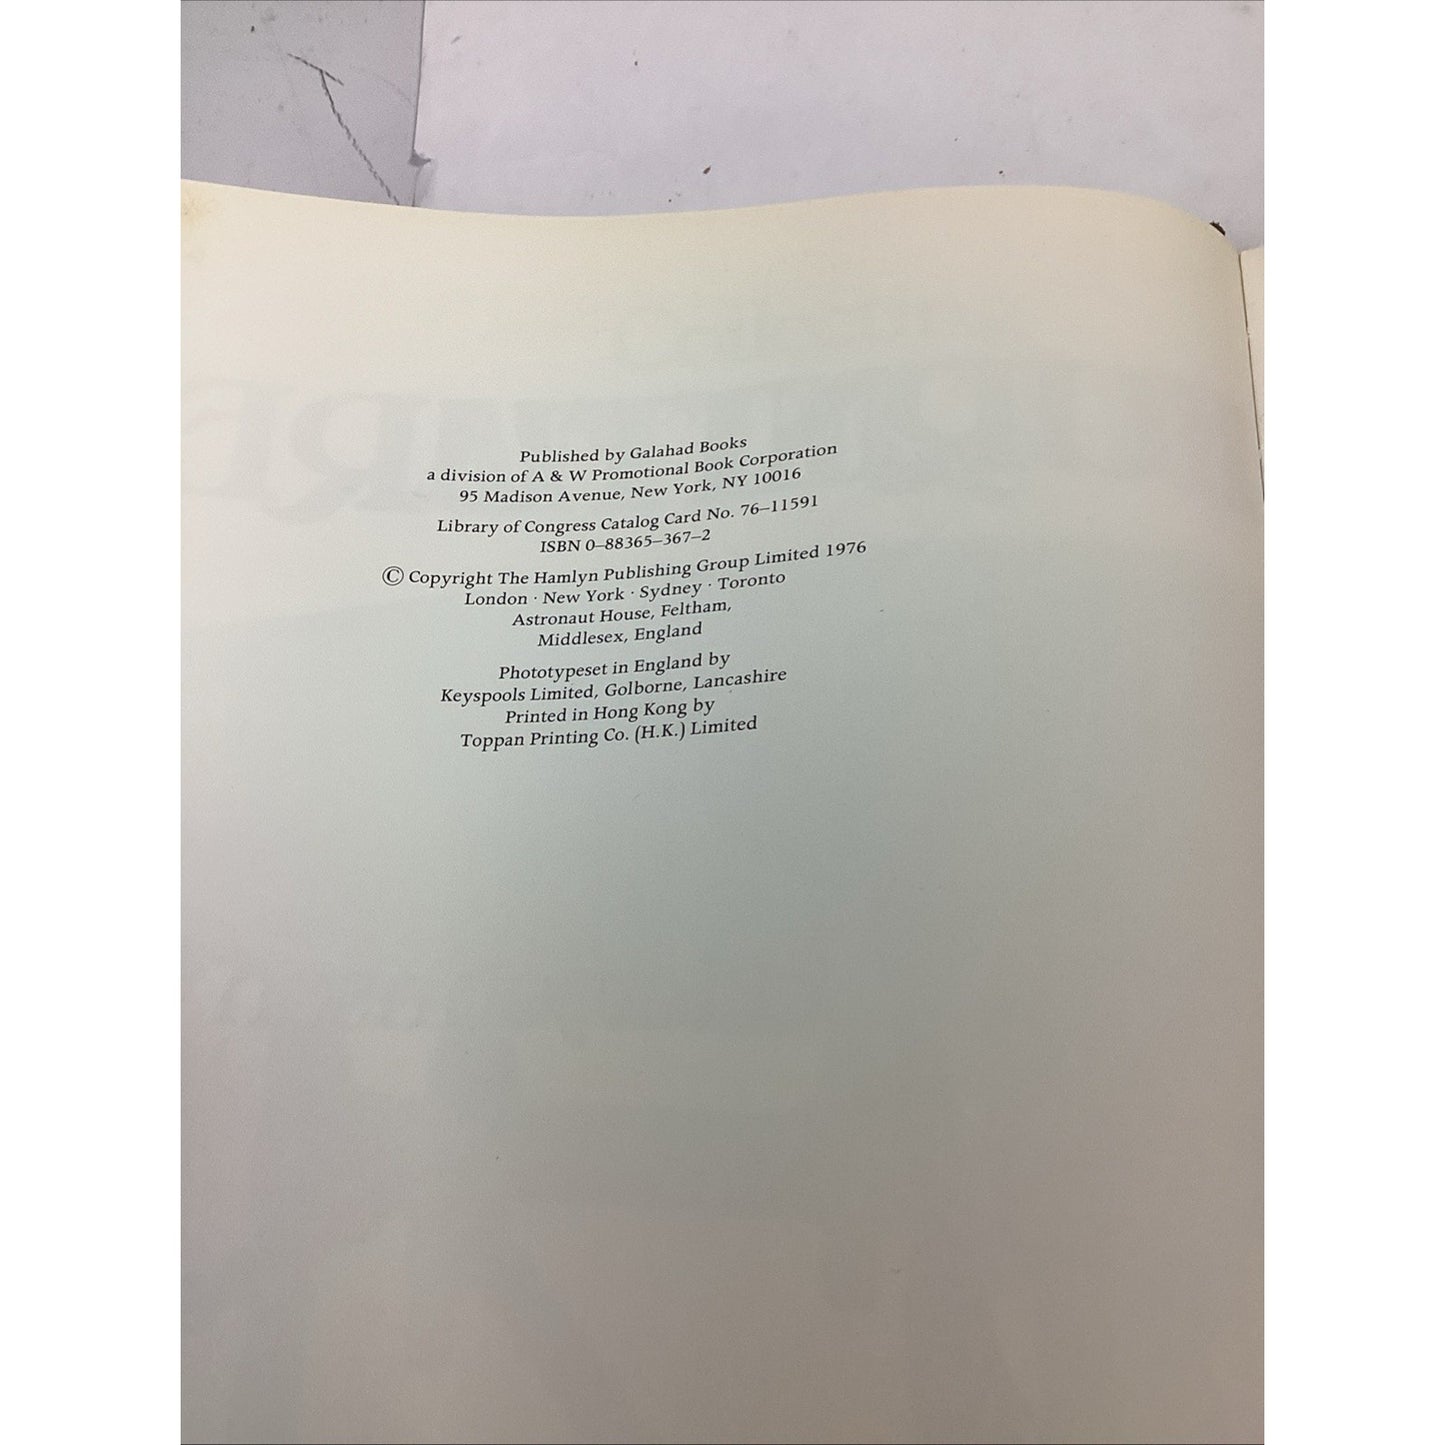 Published by Galahad Books
a division of A & W Promotional Book Corporation
95 Madison Avenue, New York, NY 10016
Library of Congress Catalog Card No. 76–11591
ISBN 0–88365–367–2
© Copyright The Hamlyn Publishing Group Limited 1976
London · New York · Sydney · Toronto
Astronaut House, Feltham,
Middlesex, England
Phototypeset in England by
Keyspools Limited, Golborne, Lancashire
Printed in Hong Kong by
Toppan Printing Co. (H.K.) Limited